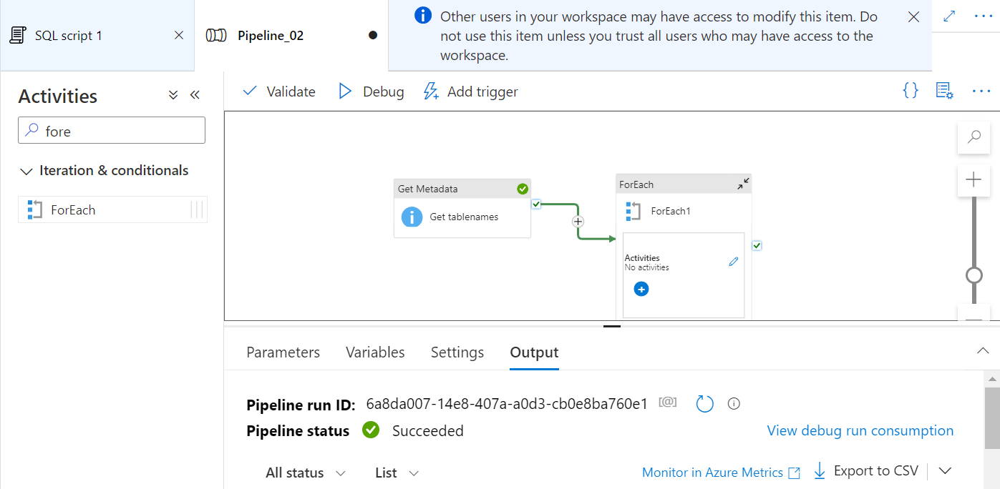 SQL script 1
Pipeline_02
Other users in your workspace may have access to modify this item. Do
not use this item unless you trust all users who may have access to the
workspace.
Activities
fore
Iteration & conditionals
ForEach
Validate
Debug
Add trigger
{}
Get Metadata
Get tablenames
ForEach
ForEach1
Activities
No activities
Parameters
Variables
Settings
Output
Pipeline run ID: 6a8da007-14e8-407a-a0d3-cb0e8ba760e1 [@]
Pipeline status
Succeeded
View debug run consumption
All status
List
Monitor in Azure Metrics
Export to CSV